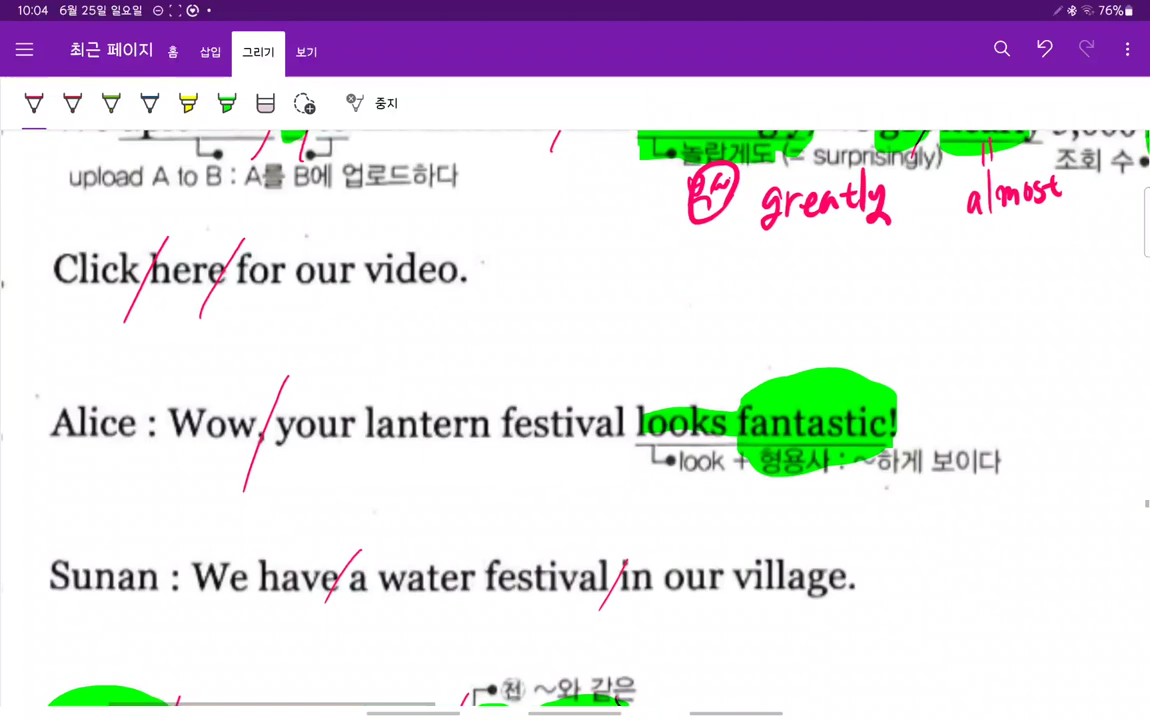 10:04 6월 25일 일요일 76%
최근 페이지 홈 삽입 그리기 보기
중지
upload A to B : A를 B에 업로드하다
놀랍게도 (= surprisingly)
조회 수
greatly
almost
Click here for our video.
Alice : Wow, your lantern festival looks fantastic!
look + 형용사 : ~하게 보이다
Sunan : We have a water festival in our village.
전 ~와 같은